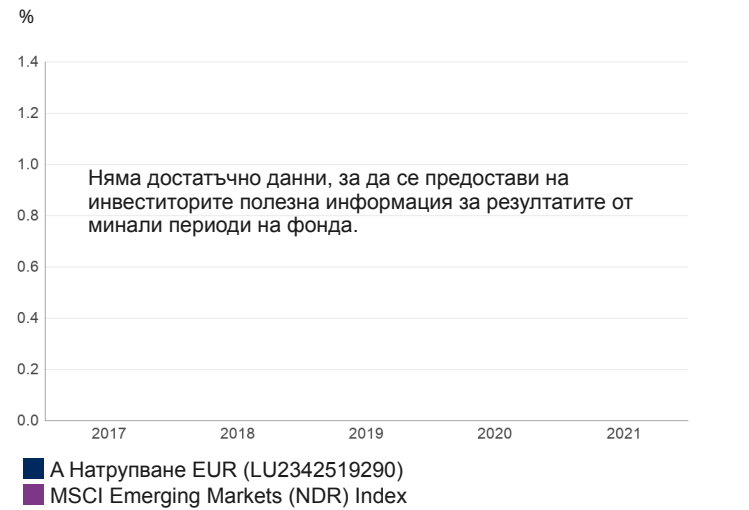 %
1.4
1.2
1.0
Няма достатъчно данни, за да се предостави на
инвеститорите полезна информация за резултатите от
0.8
минали периоди на фонда.
0.6
0.4
0.2
0.0
2017 2018 2019 2020 2021
А Натрупване EUR (LU2342519290)
MSCI Emerging Markets (NDR) Index